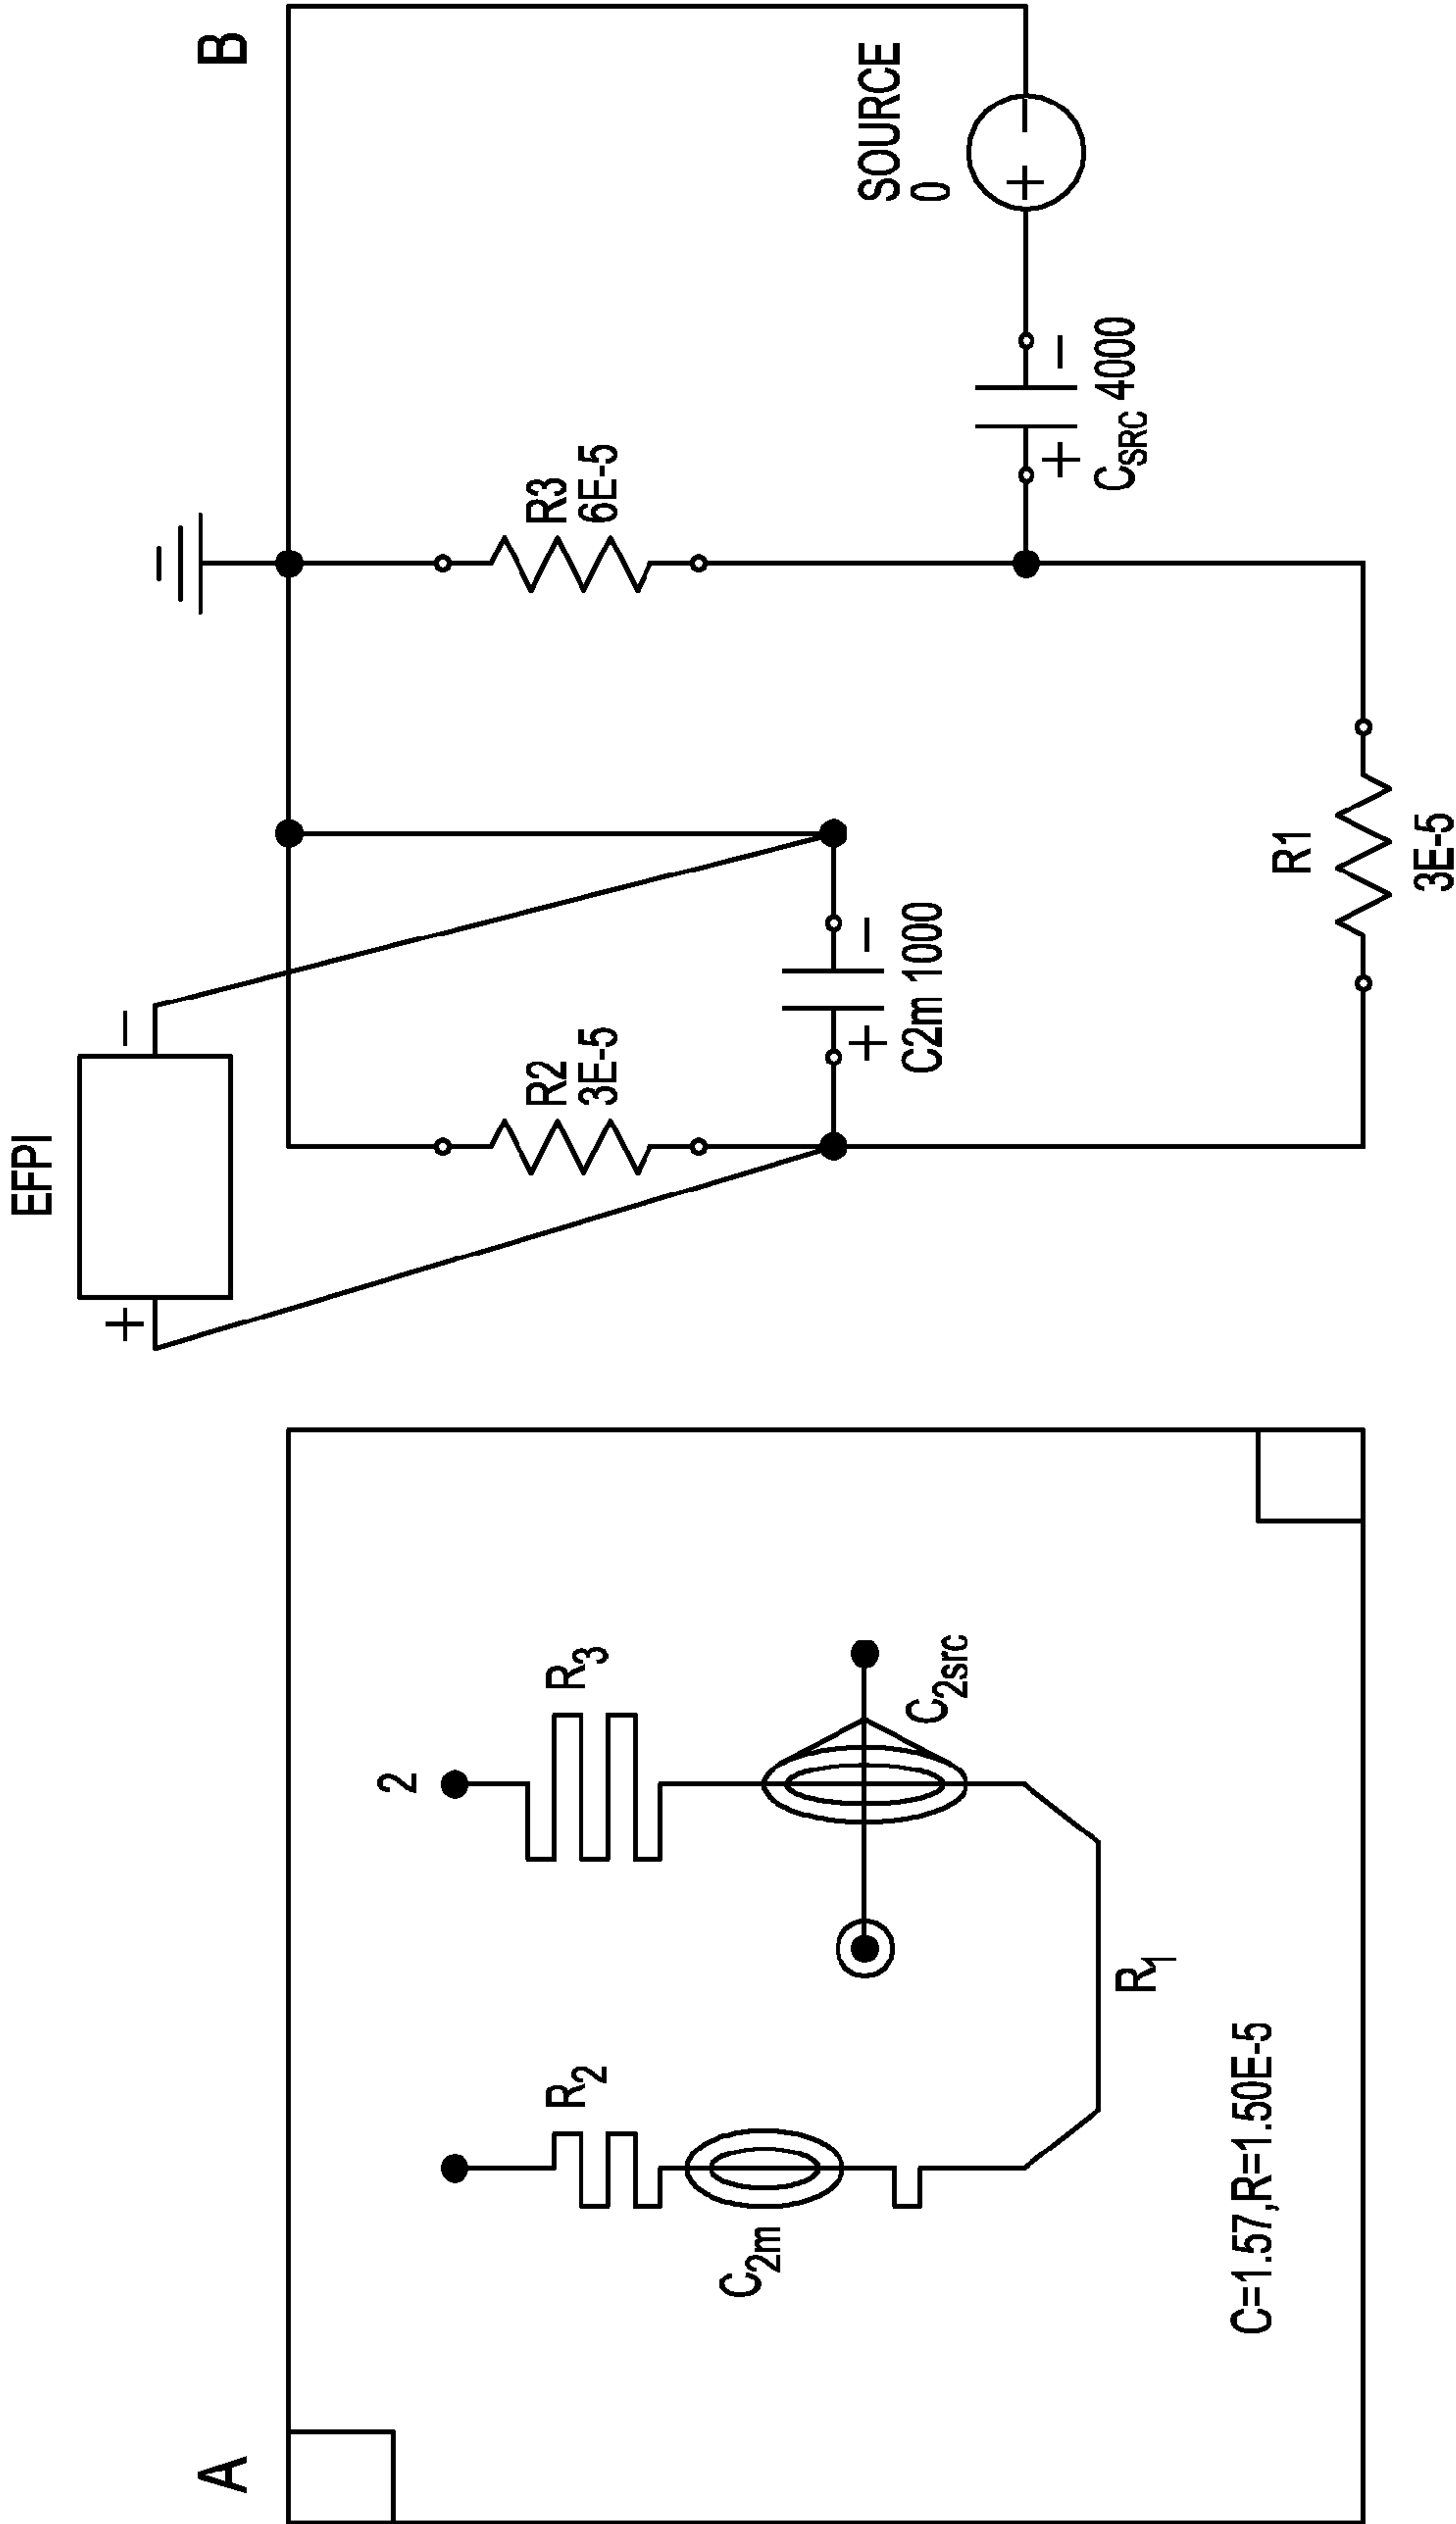 A
R2
R3
2
C2m
C2src
R1
C=1.57,R=1.50E-5
B
EFPI
+
−
R2
3E-5
R3
6E-5
+ −
C2m 1000
+ −
CSRC 4000
SOURCE
0
+ −
R1
3E-5